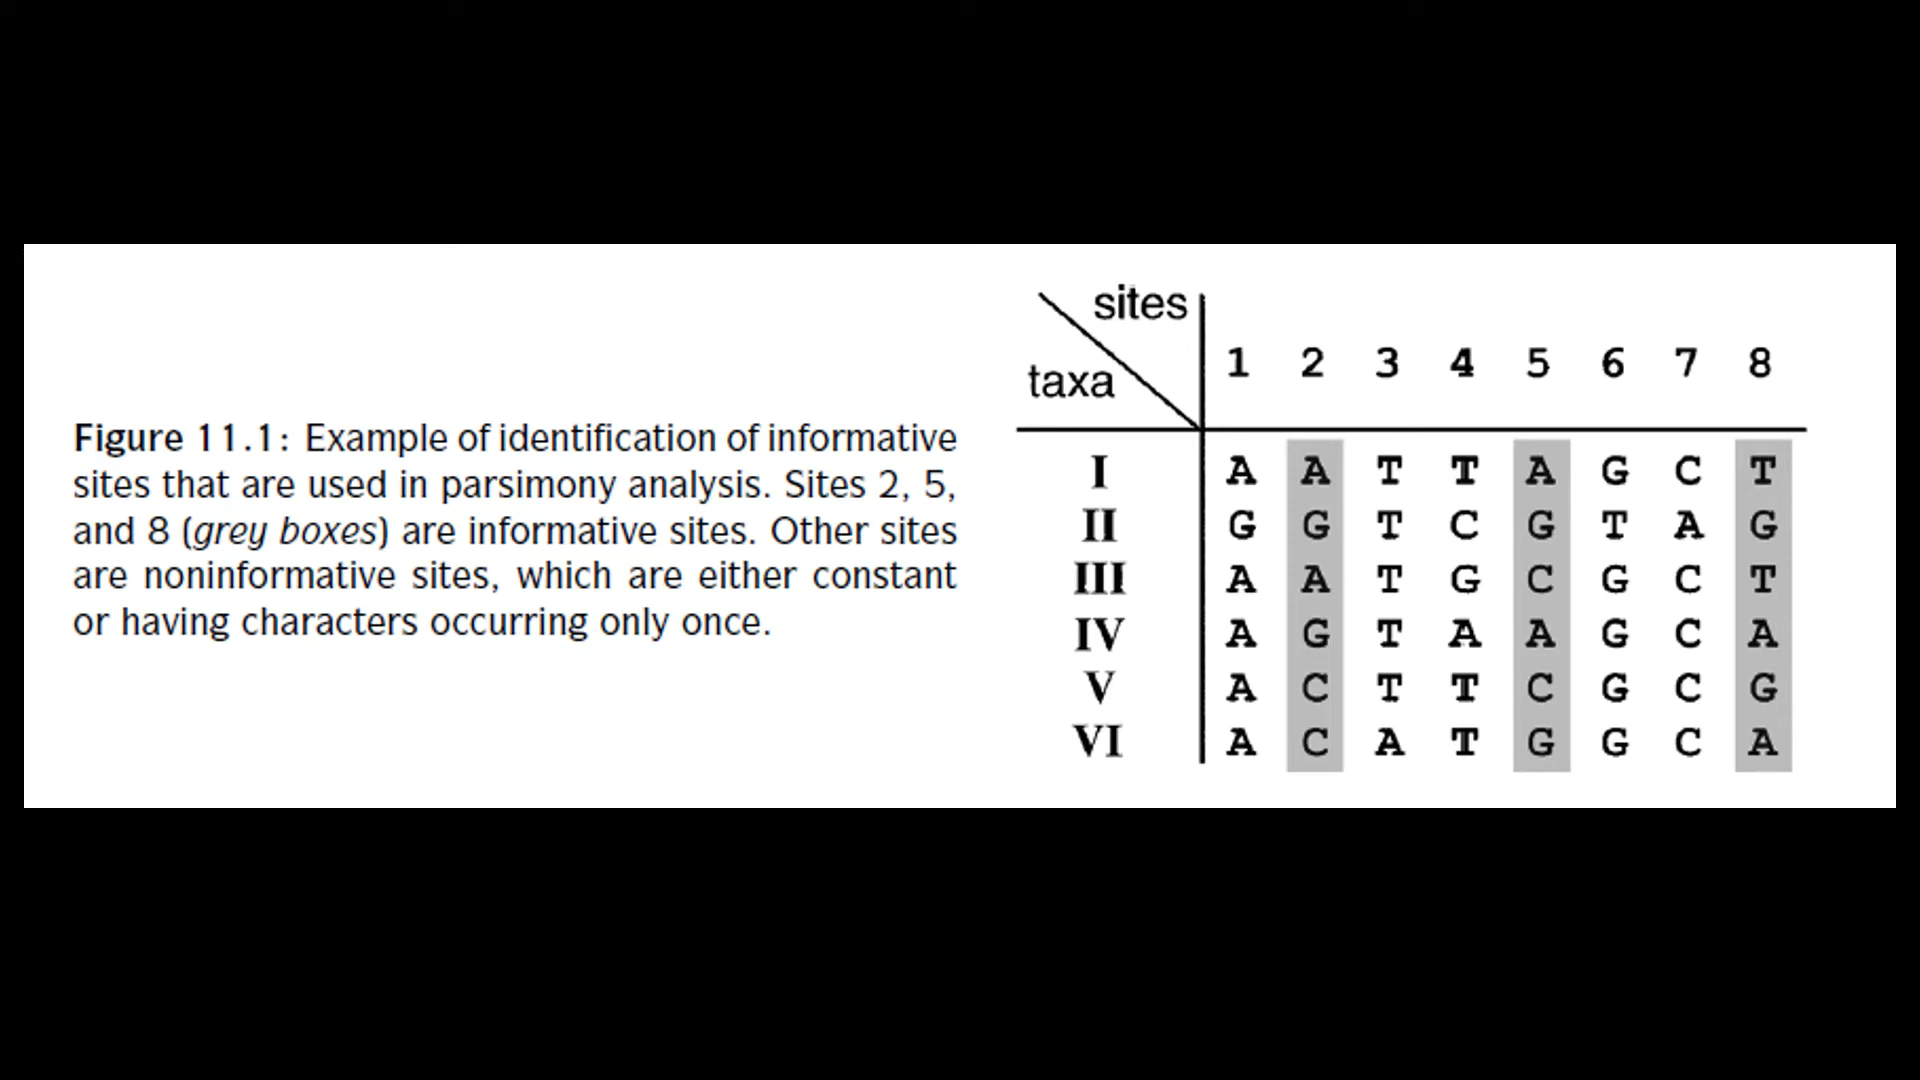 Figure 11.1: Example of identification of informative
sites that are used in parsimony analysis. Sites 2, 5,
and 8 (grey boxes) are informative sites. Other sites
are noninformative sites, which are either constant
or having characters occurring only once.
sites
taxa
1 2 3 4 5 6 7 8
I A A T T A G C T
II G G T C G T A G
III A A T G C G C T
IV A G T A A G C A
V A C T T C G C G
VI A C A T G G C A